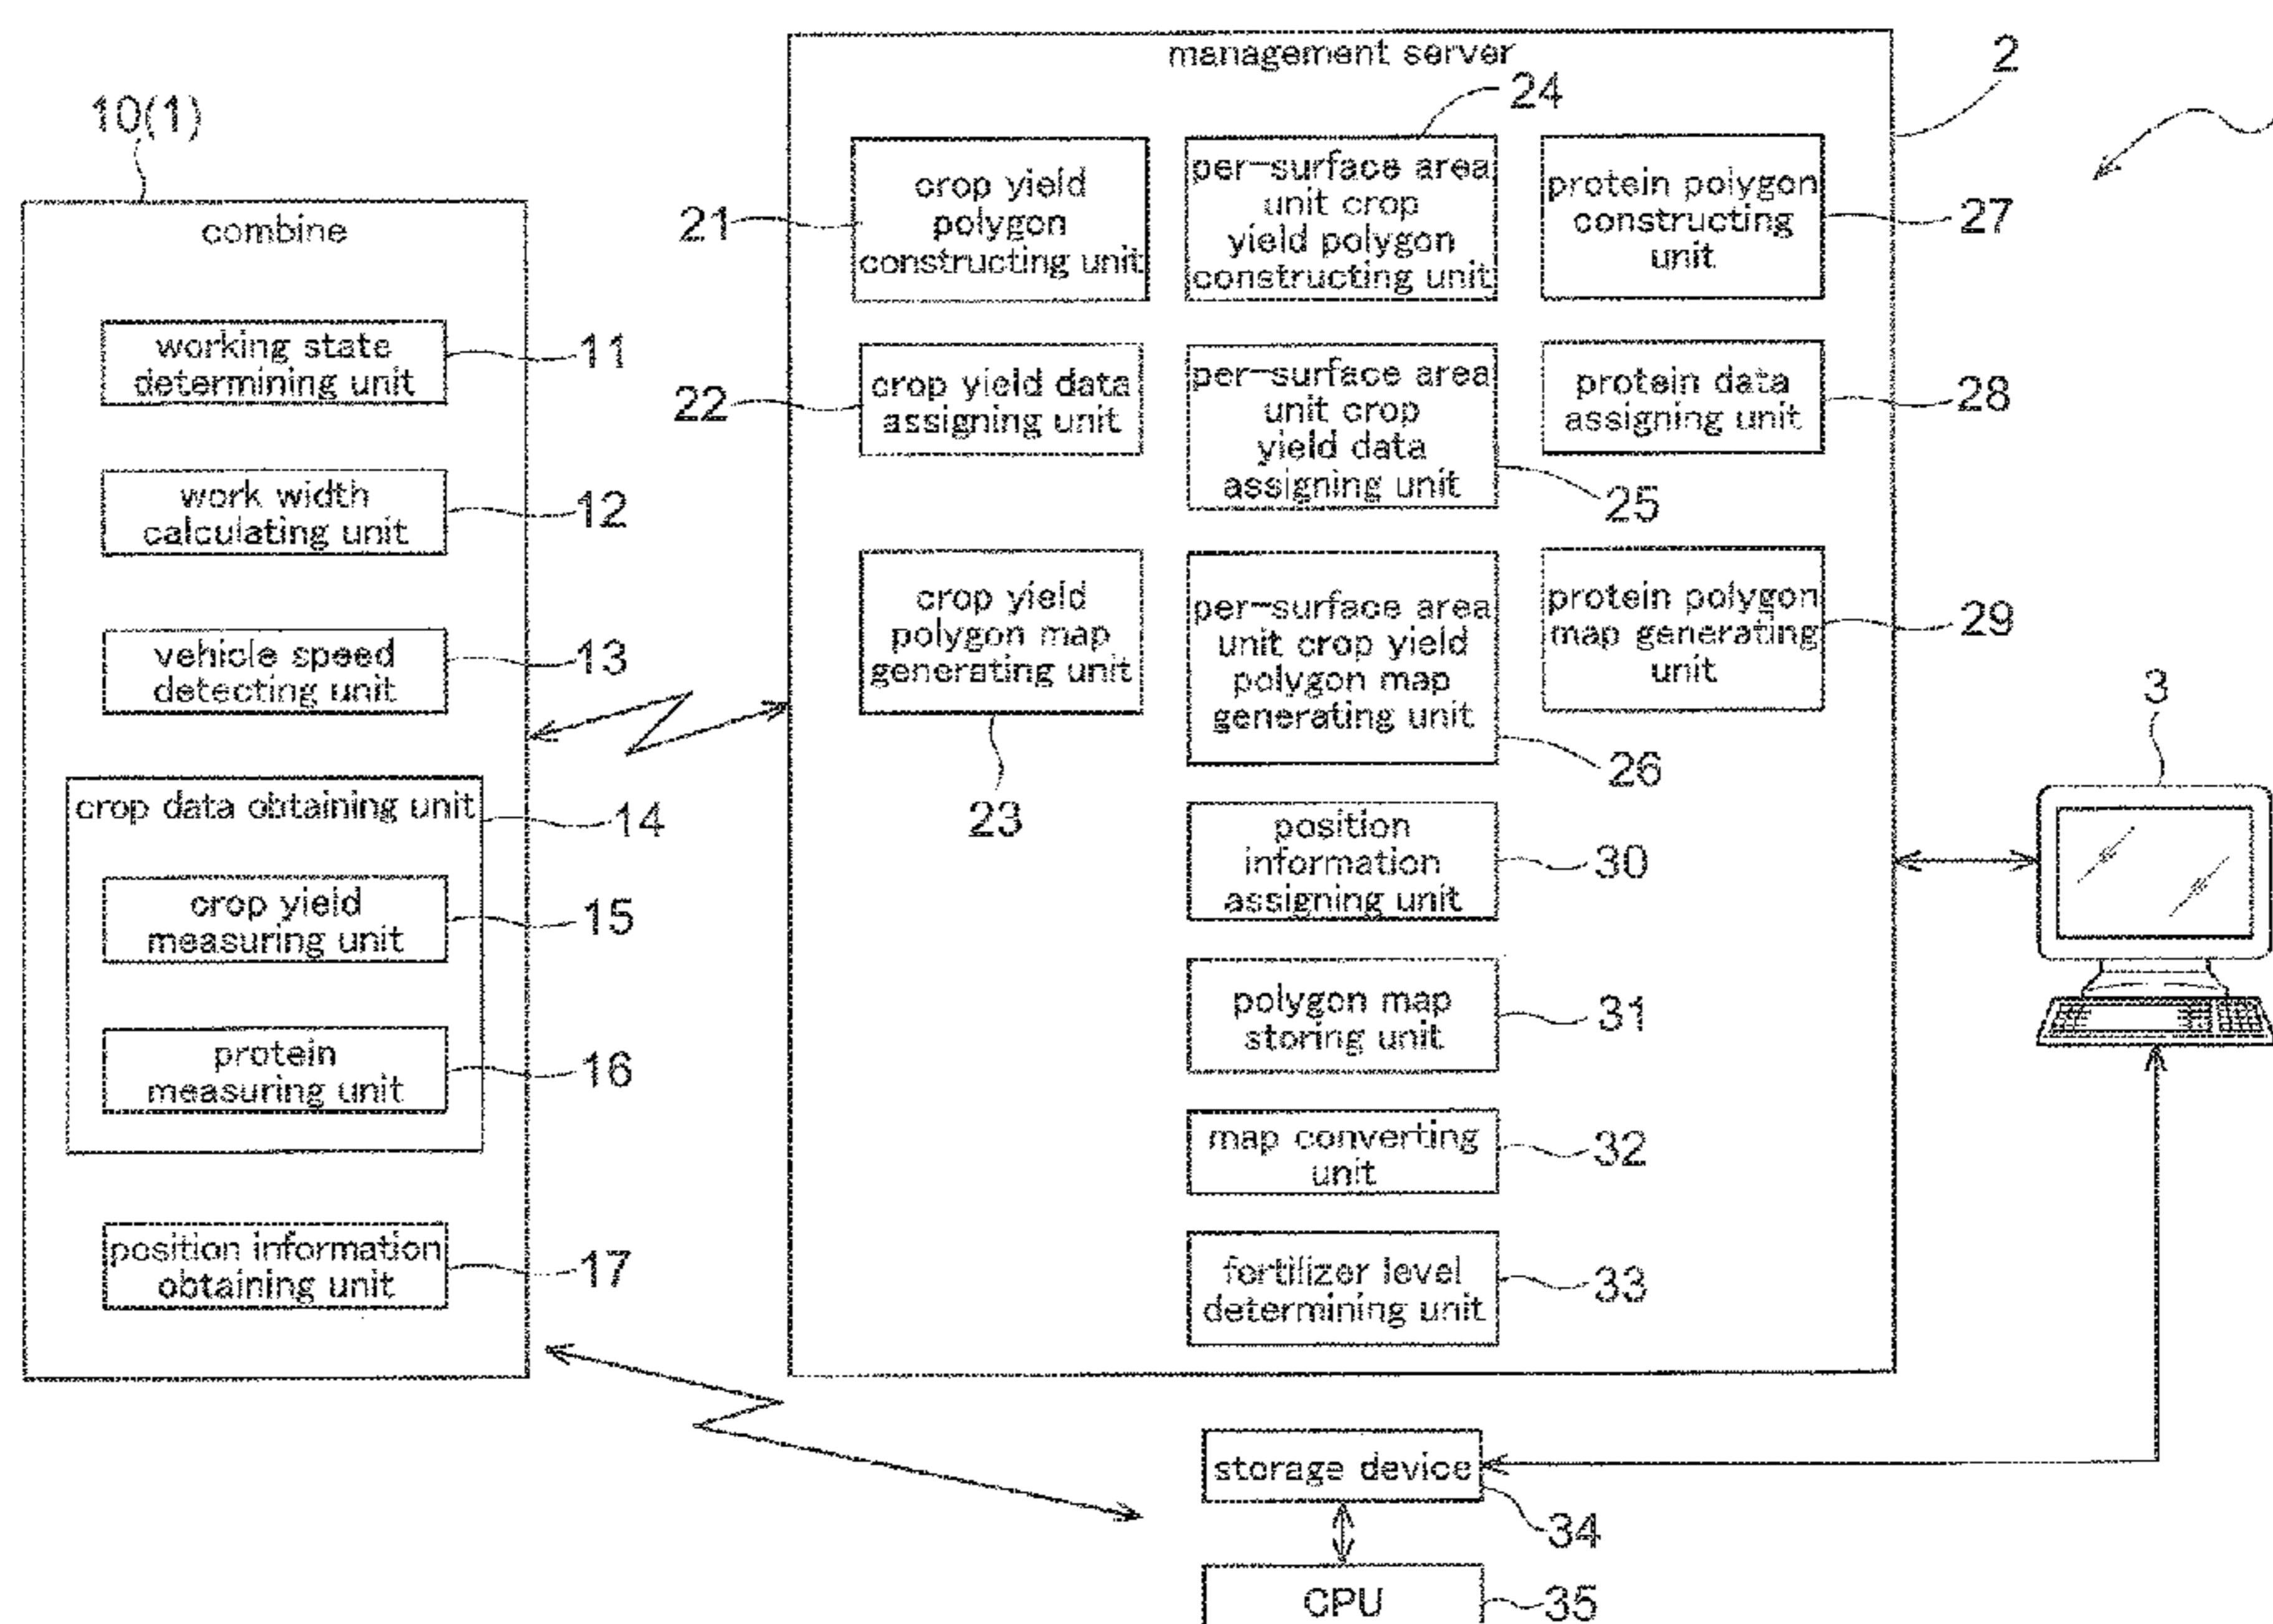 management server
2
24
10(1)
combine
working state
determining unit
11
work width
calculating unit
12
vehicle speed
detecting unit
13
crop data obtaining unit
14
crop yield
measuring unit
15
protein
measuring unit
16
position information
obtaining unit
17
21
crop yield
polygon
constructing unit
per-surface area
unit crop
yield polygon
constructing unit
protein polygon
constructing
unit
27
22
crop yield data
assigning unit
per-surface area
unit crop
yield data
assigning unit
25
protein data
assigning unit
28
crop yield
polygon map
generating unit
23
per-surface area
unit crop yield
polygon map
generating unit
26
protein polygon
map generating
unit
29
position
information
assigning unit
30
polygon map
storing unit
31
map converting
unit
32
fortilizer level
determining unit
33
3
storage device
34
CPU
35